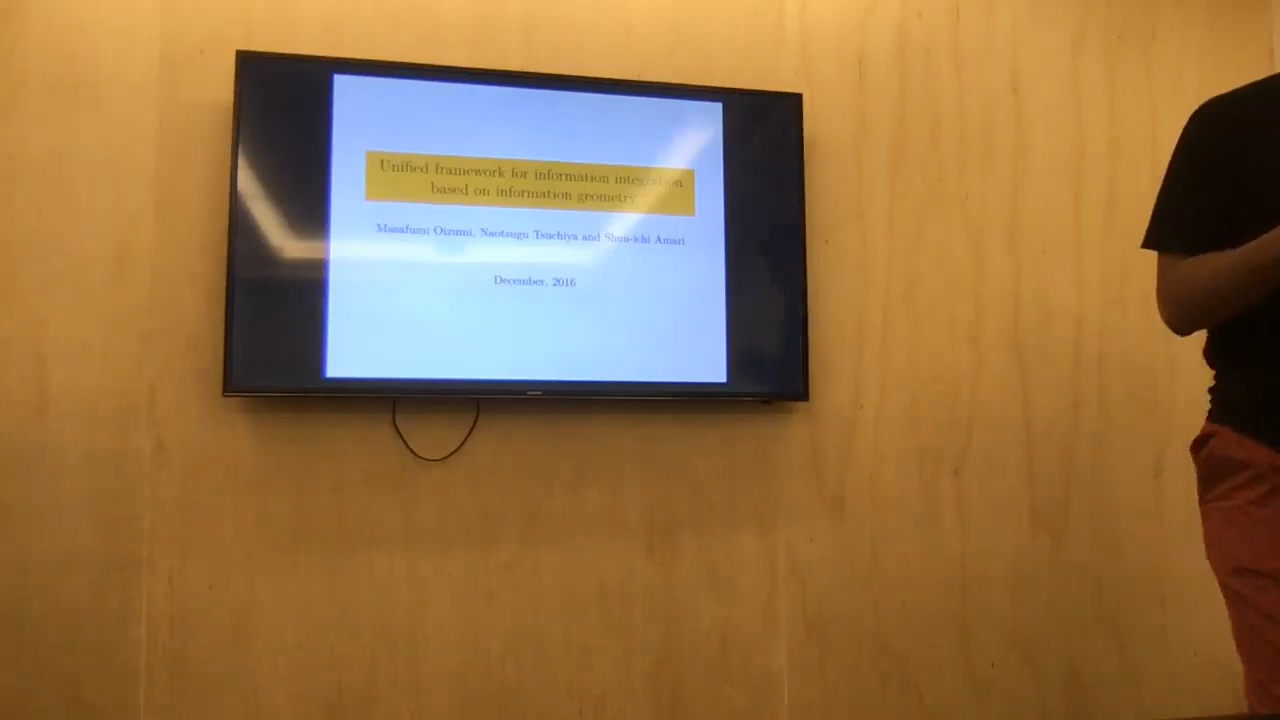 Unified framework for information integration
based on information geometry
Masafumi Oizumi, Naotsugu Tsuchiya and Shun-ichi Amari
December, 2016